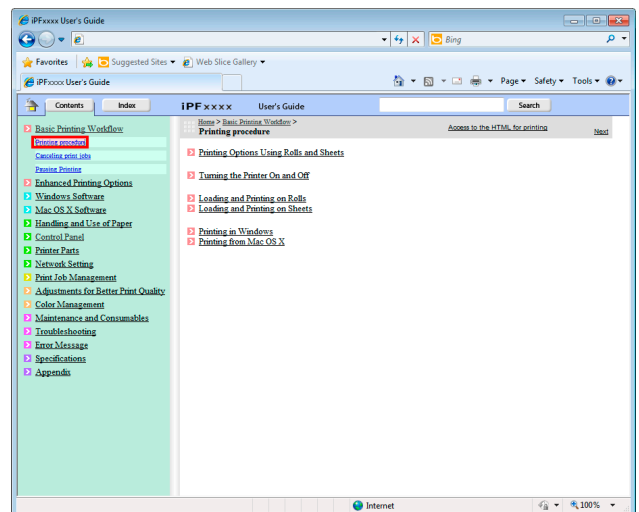 iPFxxxx User's Guide
Bing
Favorites Suggested Sites Web Slice Gallery
iPFxxxx User's Guide
Page Safety Tools
Contents Index iPFxxxx User's Guide Search
Home > Basic Printing Workflow >
Printing procedure
Access to the HTML for printing
Next
Basic Printing Workflow
Printing procedure
Canceling print jobs
Pausing Printing
Enhanced Printing Options
Windows Software
Mac OS X Software
Handling and Use of Paper
Control Panel
Printer Parts
Network Setting
Print Job Management
Adjustments for Better Print Quality
Color Management
Maintenance and Consumables
Troubleshooting
Error Message
Specifications
Appendix
Printing Options Using Rolls and Sheets
Turning the Printer On and Off
Loading and Printing on Rolls
Loading and Printing on Sheets
Printing in Windows
Printing from Mac OS X
Internet
100%